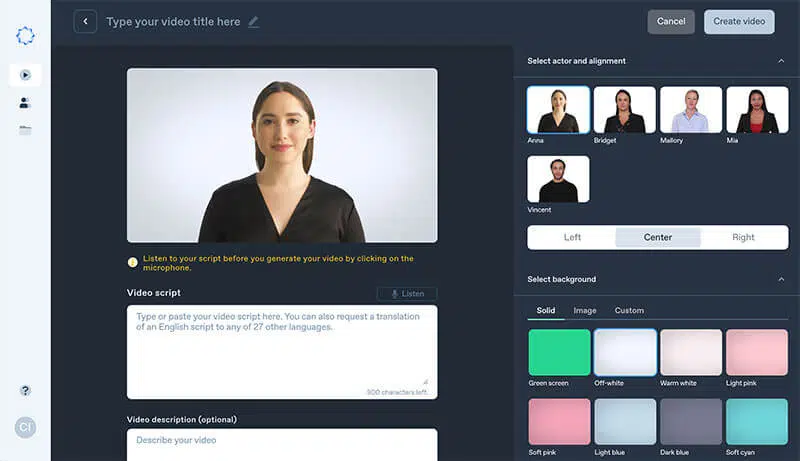 Type your video title here
Cancel
Create video
Select actor and alignment
Anna
Bridget
Mallory
Mia
Vincent
Left
Center
Right
Listen to your script before you generate your video by clicking on the
microphone.
Video script
Listen
Type or paste your video script here. You can also request a translation
of an English script to any of 27 other languages.
900 characters left
Video description (optional)
Describe your video
Select background
Solid
Image
Custom
Green screen
Off-white
Warm white
Light pink
Soft pink
Light blue
Dark blue
Soft cyan
?
CI